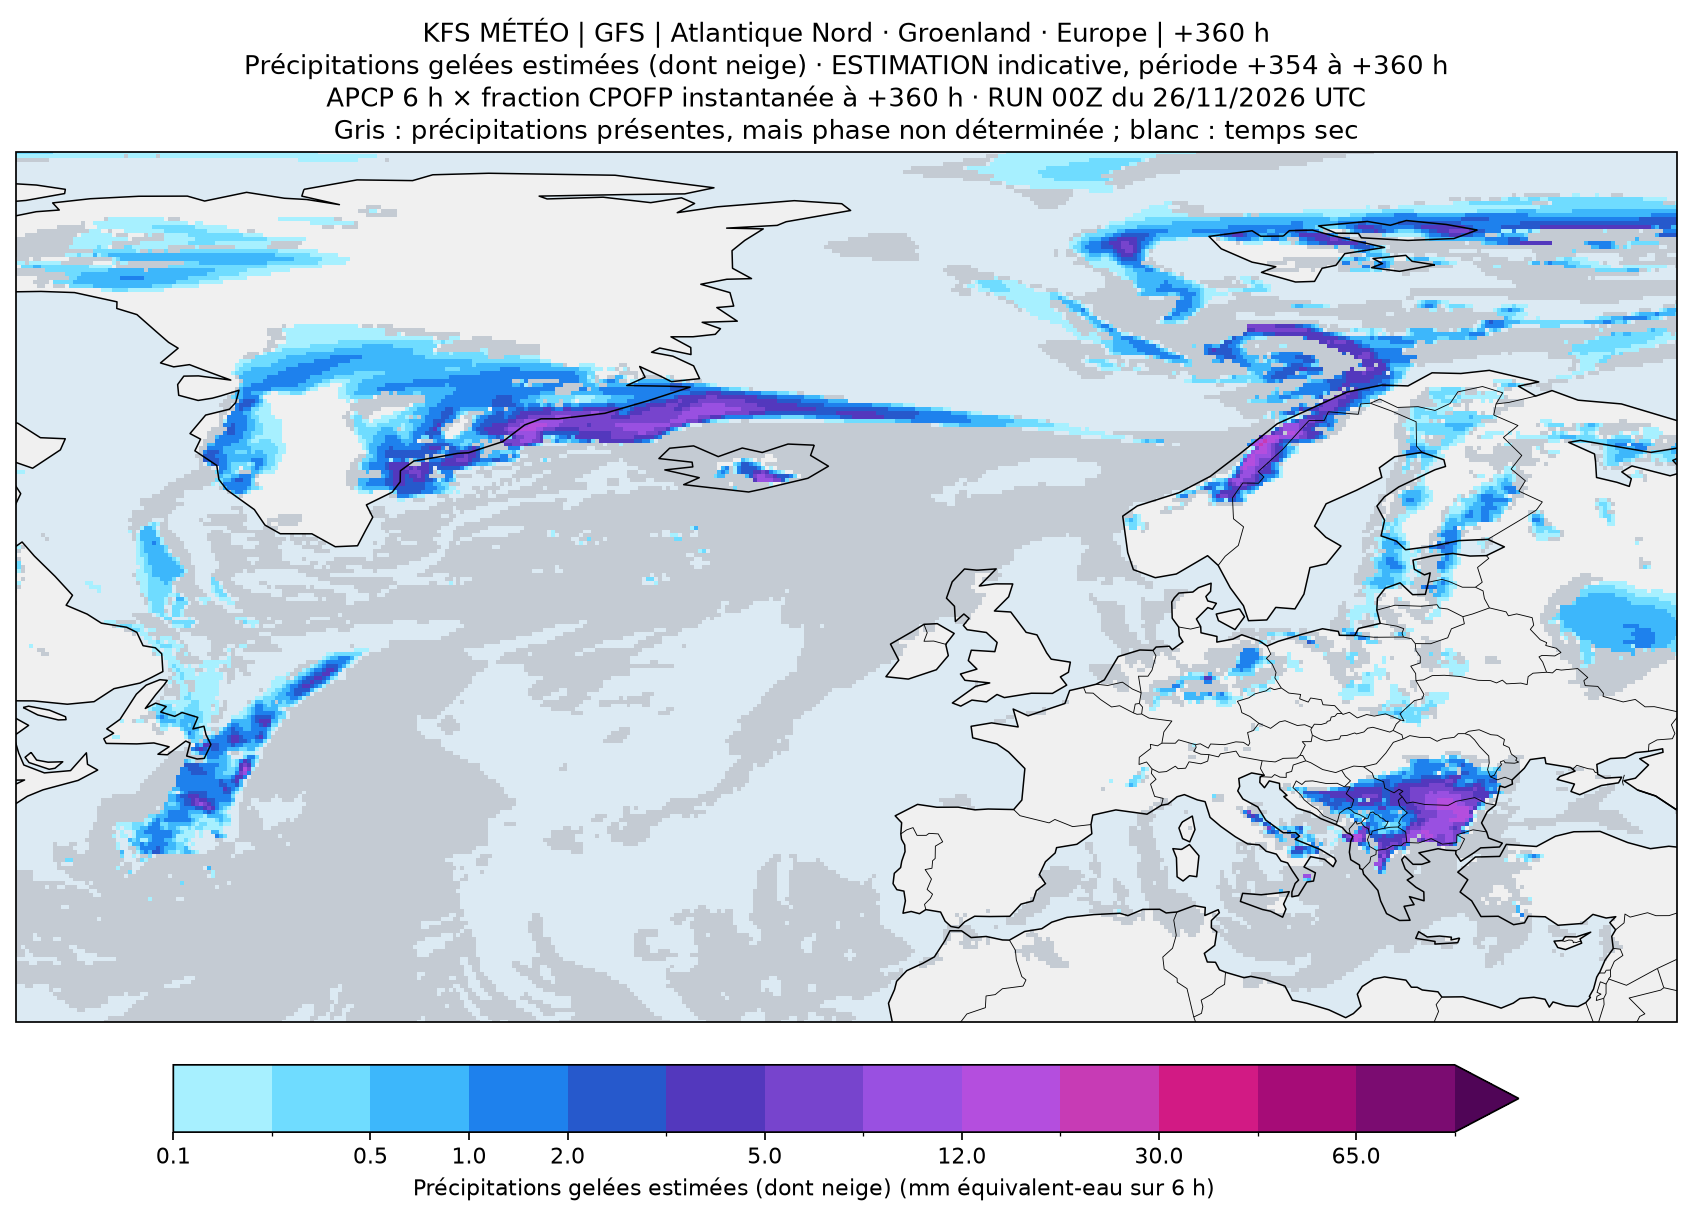 KFS MÉTÉO | GFS | Atlantique Nord · Groenland · Europe | +360 h
Précipitations gelées estimées (dont neige) · ESTIMATION indicative, période +354 à +360 h
APCP 6 h × fraction CPOFP instantanée à +360 h · RUN 00Z du 26/11/2026 UTC
Gris : précipitations présentes, mais phase non déterminée ; blanc : temps sec
0.1 0.5 1.0 2.0 5.0 12.0 30.0 65.0
Précipitations gelées estimées (dont neige) (mm équivalent-eau sur 6 h)